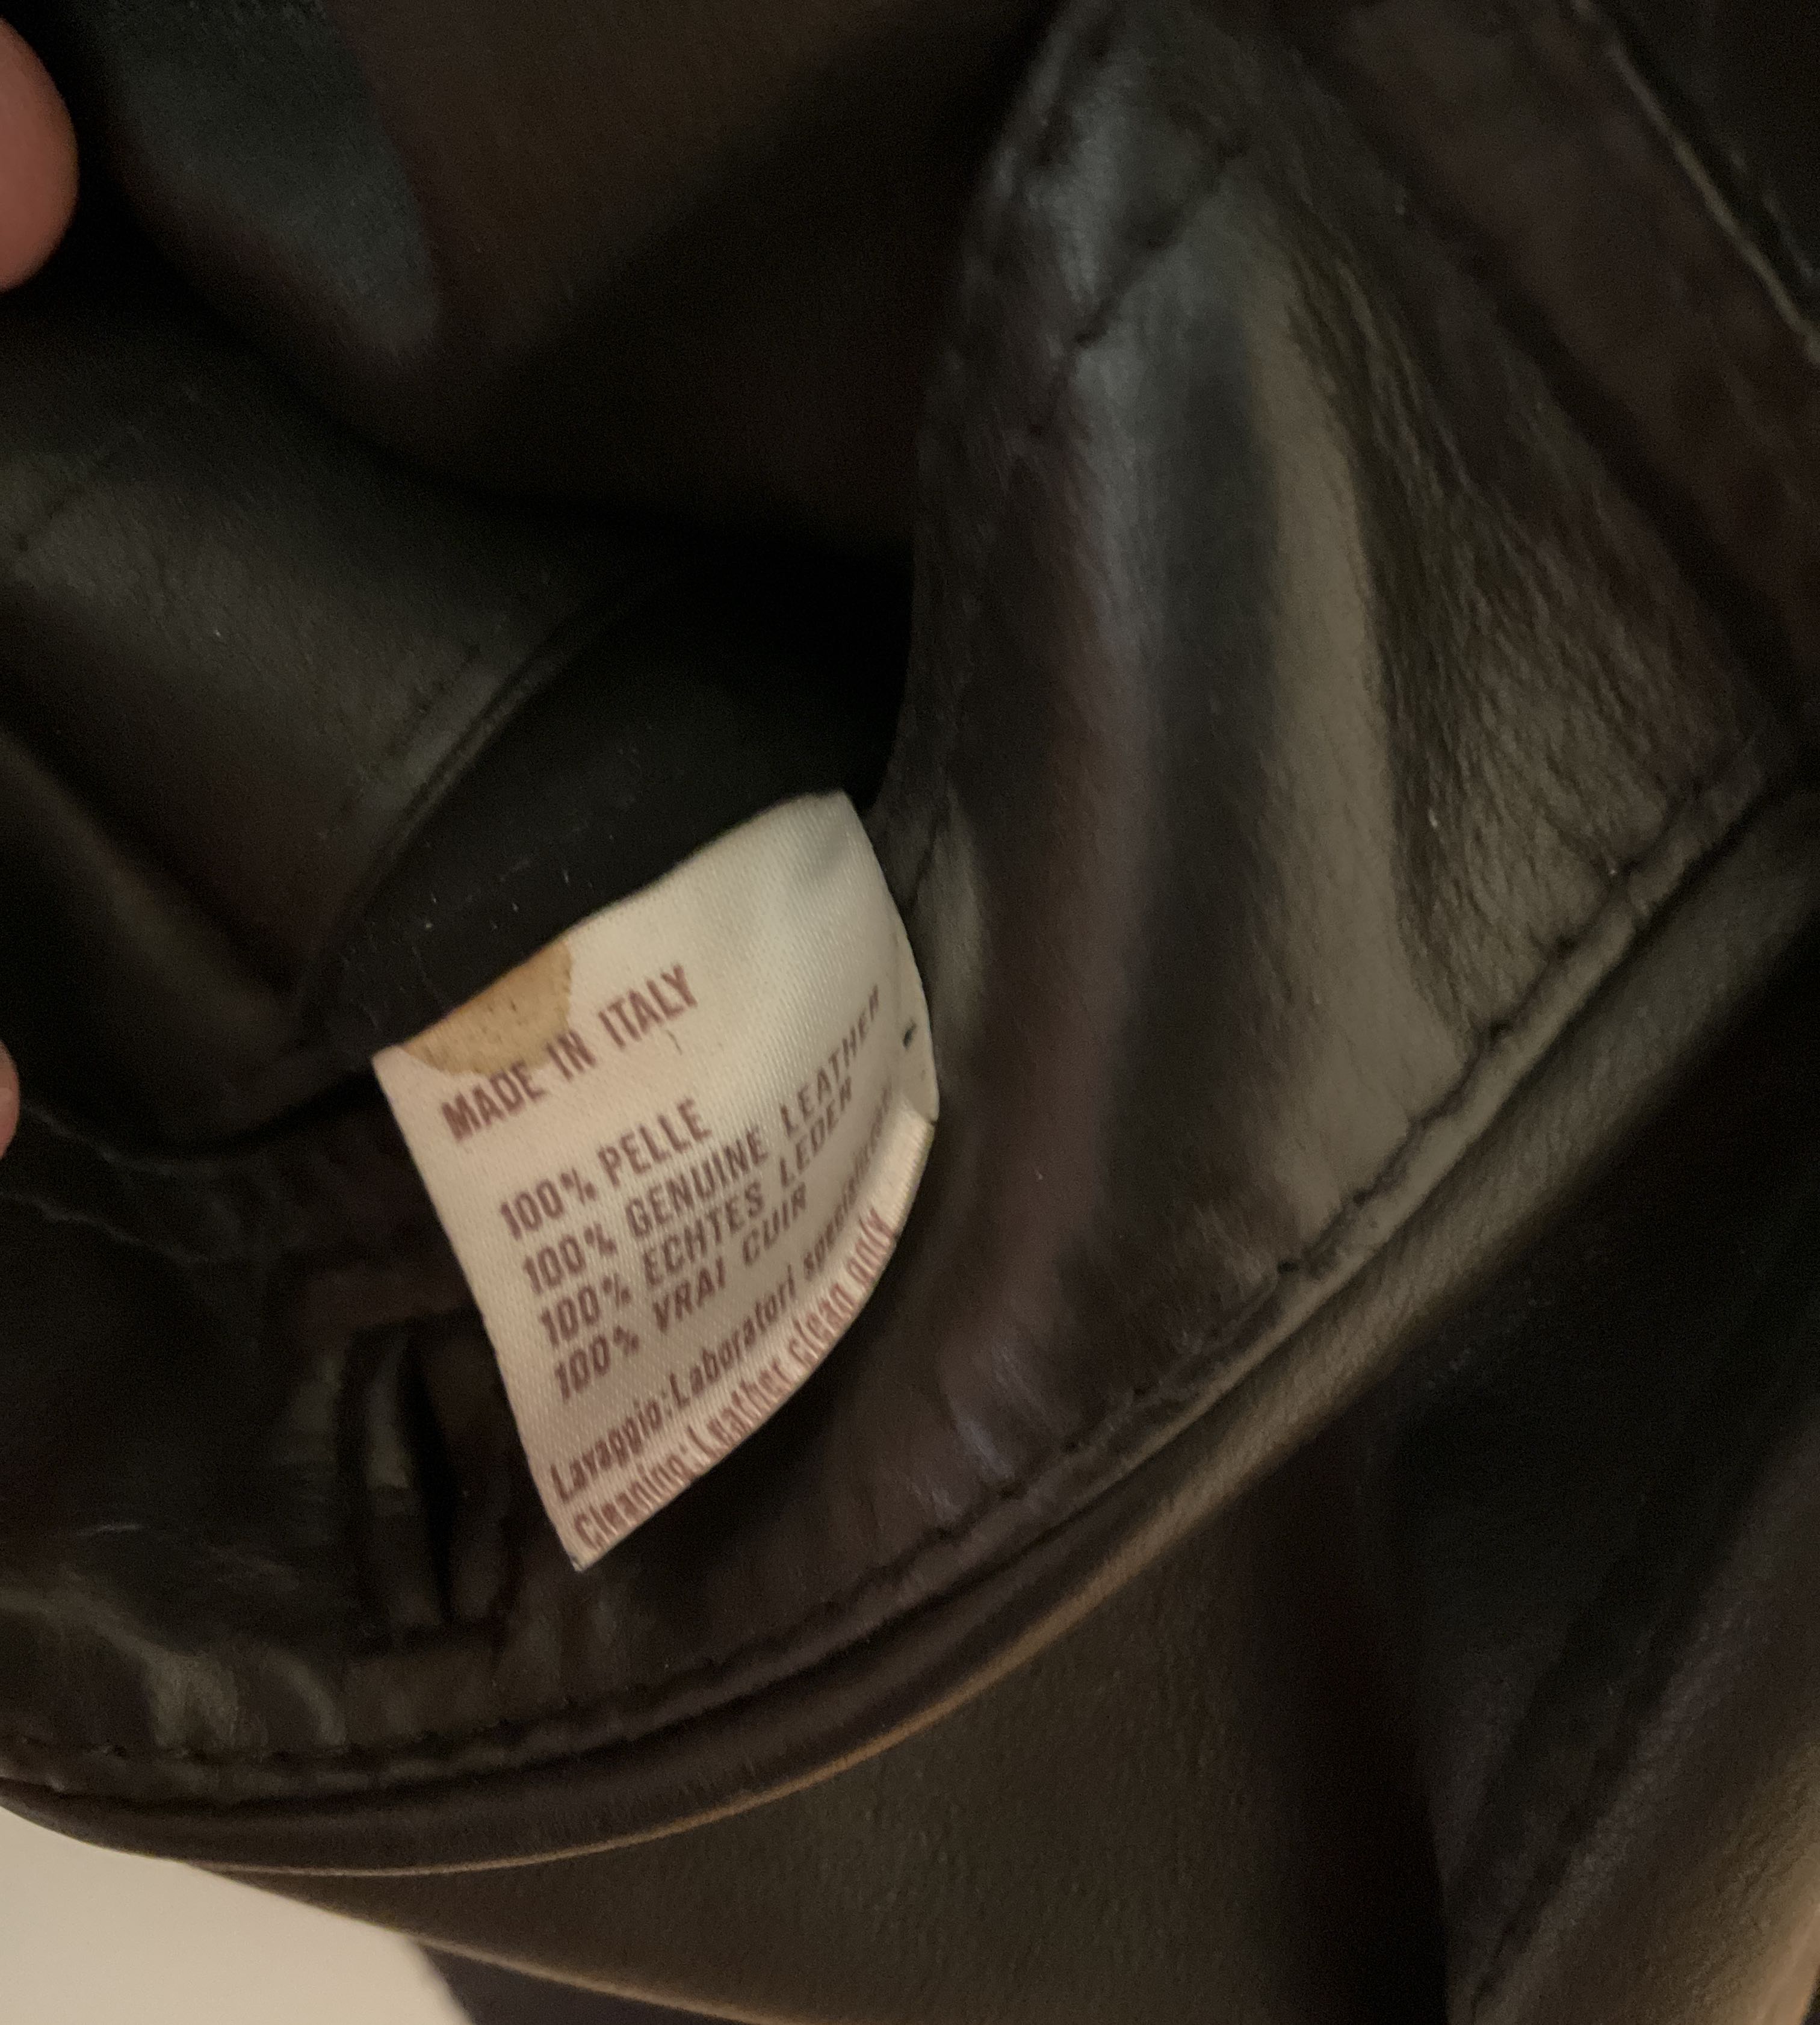 MADE IN ITALY
100% PELLE
100% GENUINE LEATHER
100% ECHTES LEDER
100% VRAI CUIR
Lavaggio: Laboratori specializzati
Cleaning: Leather clean only